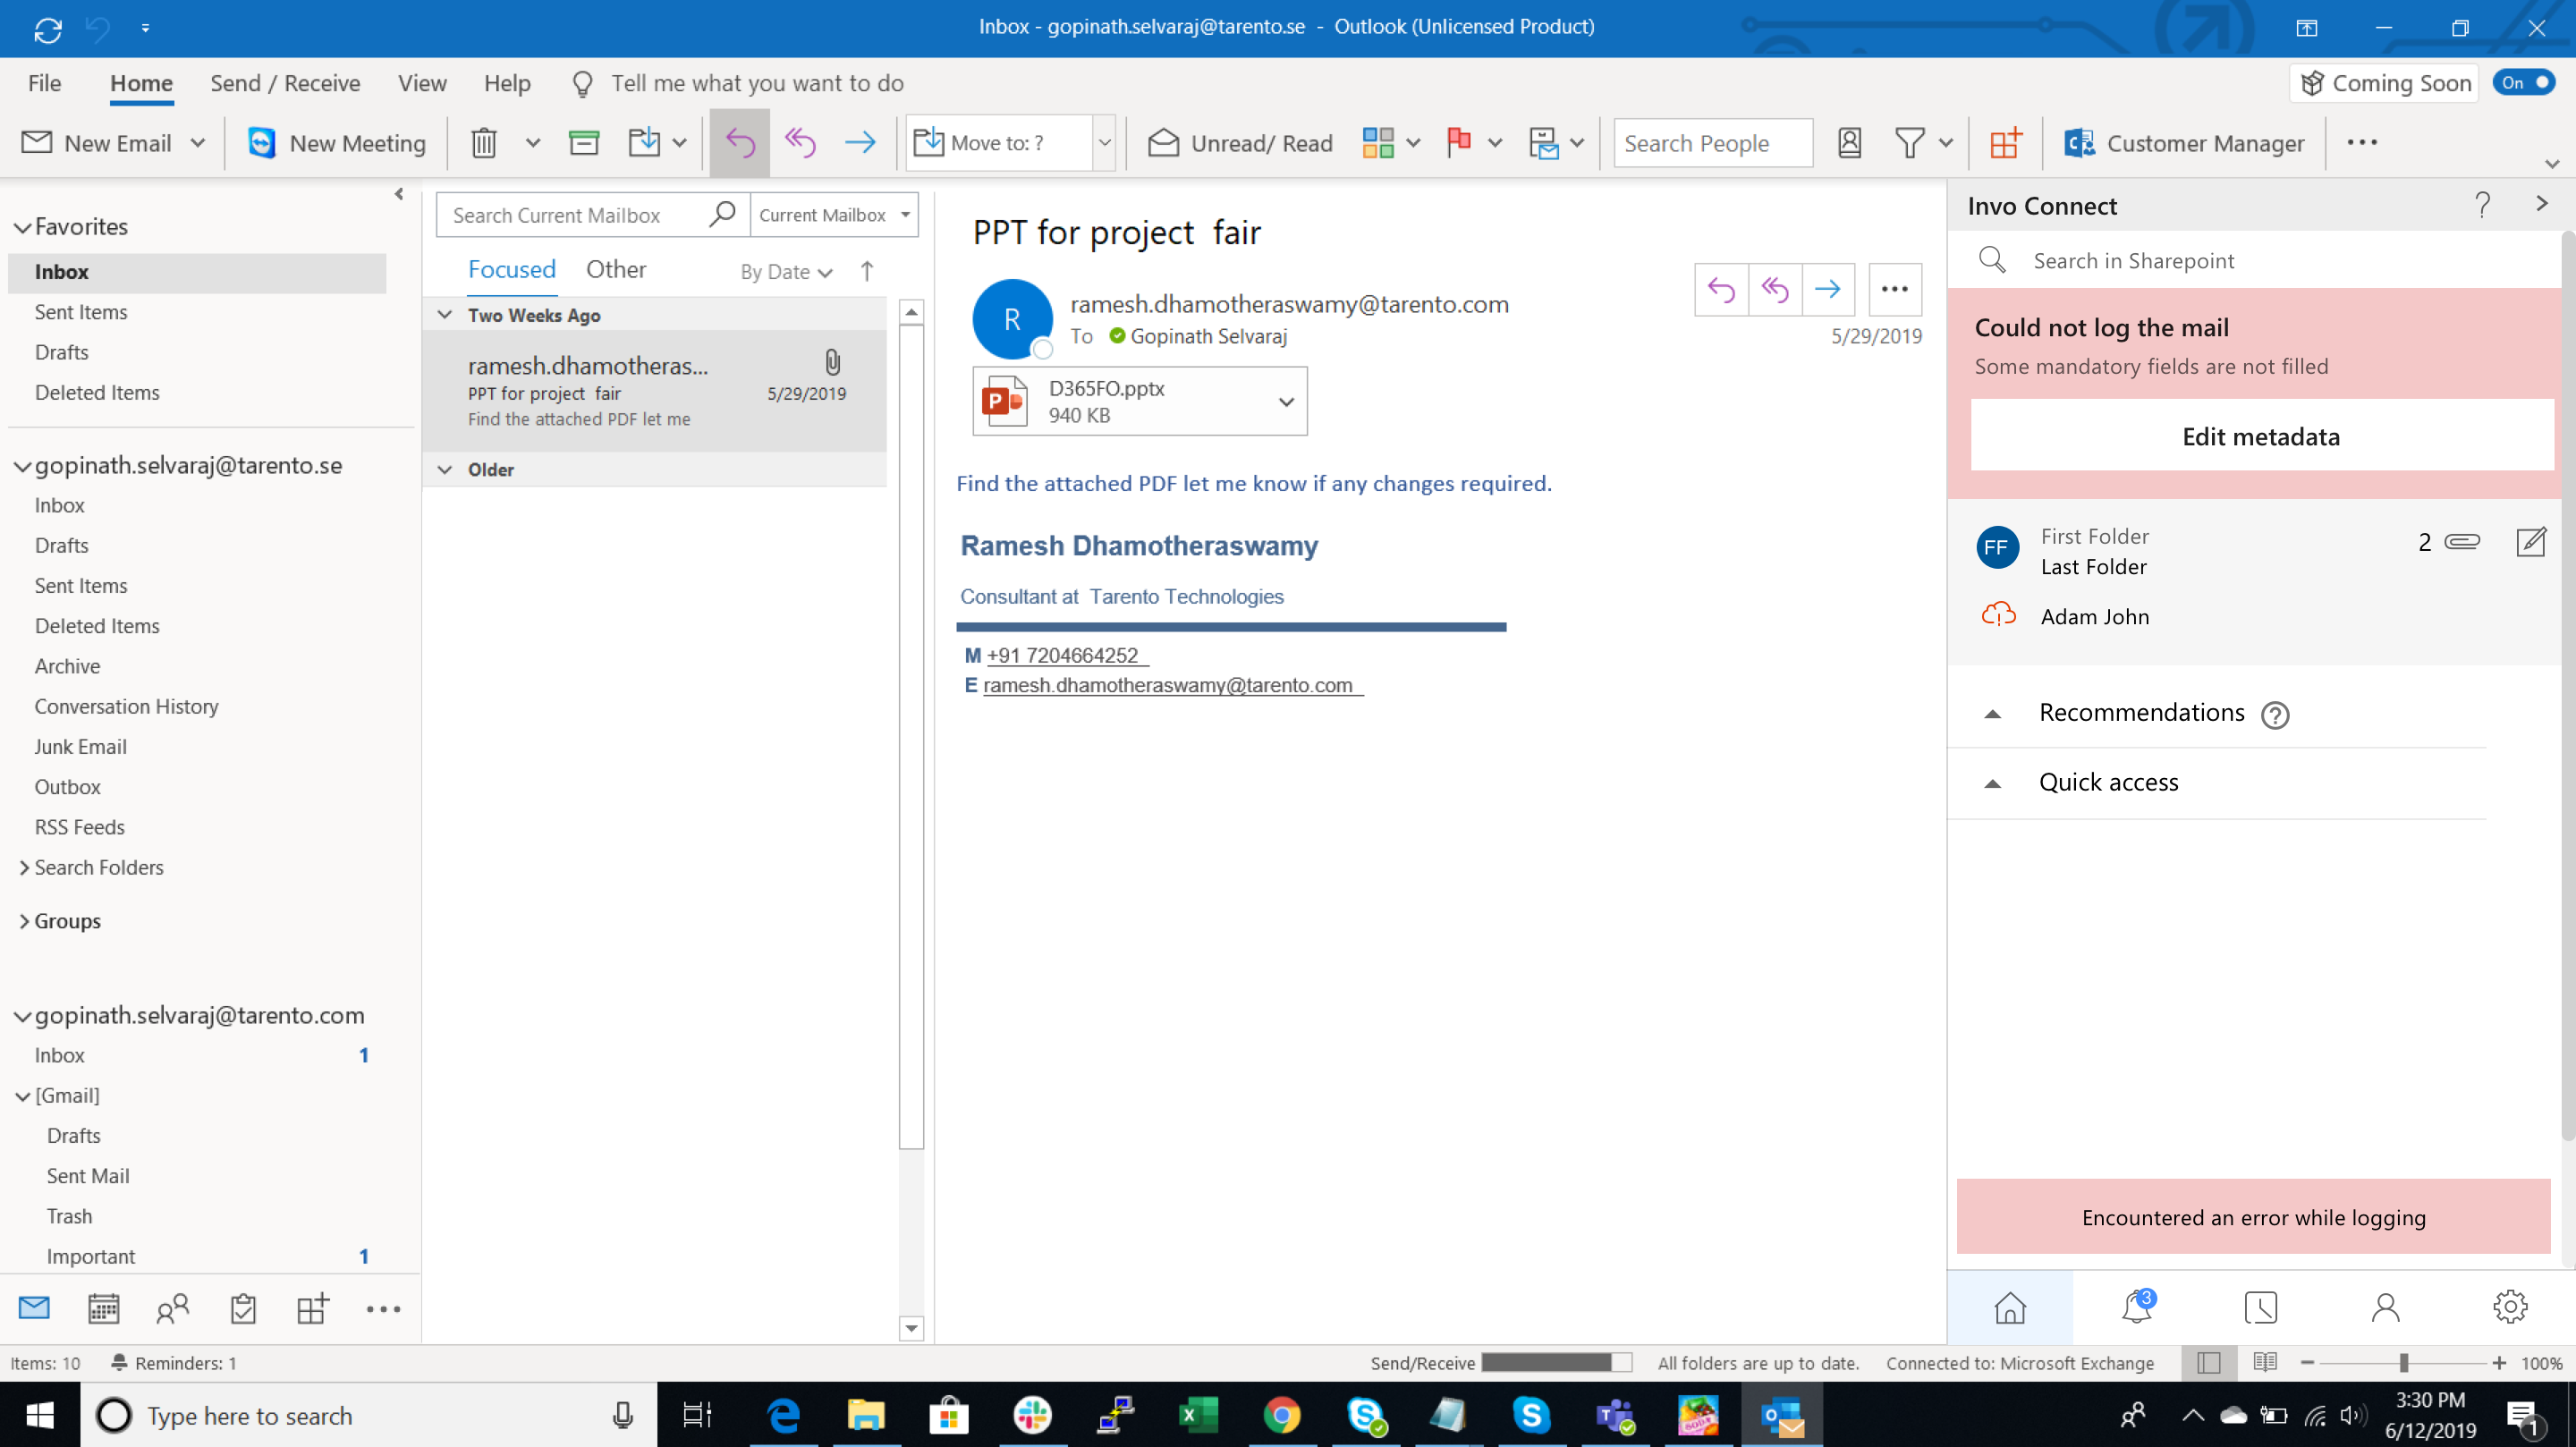 Inbox - gopinath.selvaraj@tarento.se - Outlook (Unlicensed Product)
File Home Send / Receive View Help Tell me what you want to do
Coming Soon On
New Email New Meeting Move to: ? Unread/ Read Search People Customer Manager
Favorites
Inbox
Sent Items
Drafts
Deleted Items
gopinath.selvaraj@tarento.se
Inbox
Drafts
Sent Items
Deleted Items
Archive
Conversation History
Junk Email
Outbox
RSS Feeds
Search Folders
Groups
gopinath.selvaraj@tarento.com
Inbox 1
[Gmail]
Drafts
Sent Mail
Trash
Important 1
Search Current Mailbox Current Mailbox
Focused Other By Date
Two Weeks Ago
ramesh.dhamotheras...
PPT for project fair 5/29/2019
Find the attached PDF let me
Older
PPT for project fair
R
ramesh.dhamotheraswamy@tarento.com
To Gopinath Selvaraj
5/29/2019
D365FO.pptx
940 KB
Find the attached PDF let me know if any changes required.
Ramesh Dhamotheraswamy
Consultant at Tarento Technologies
M +91 7204664252
E ramesh.dhamotheraswamy@tarento.com
Invo Connect ?
Search in Sharepoint
Could not log the mail
Some mandatory fields are not filled
Edit metadata
FF
First Folder
Last Folder
2
Adam John
Recommendations ?
Quick access
Encountered an error while logging
3
Items: 10 Reminders: 1
Send/Receive All folders are up to date. Connected to: Microsoft Exchange 100%
Type here to search
3:30 PM
6/12/2019
1